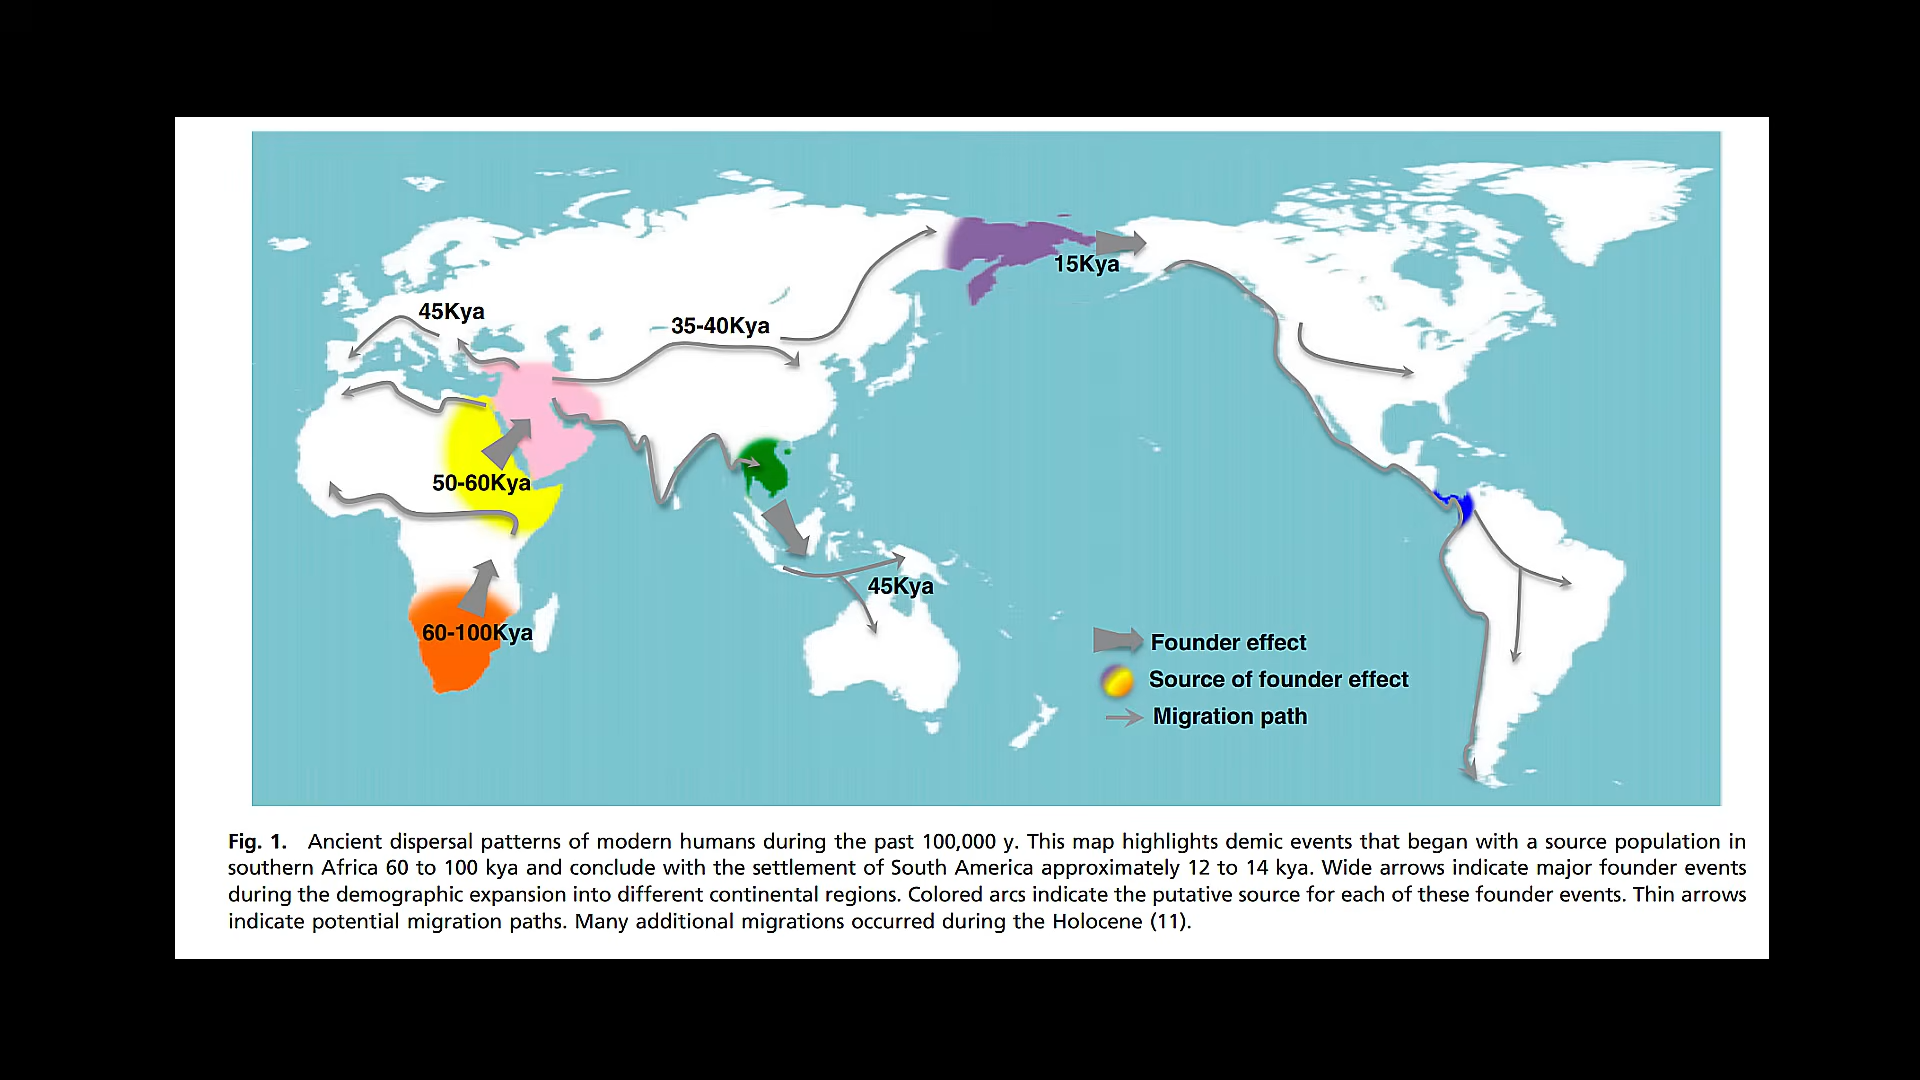 15Kya
45Kya
35-40Kya
50-60Kya
45Kya
60-100Kya
Founder effect
Source of founder effect
Migration path
Fig. 1. Ancient dispersal patterns of modern humans during the past 100,000 y. This map highlights demic events that began with a source population in
southern Africa 60 to 100 kya and conclude with the settlement of South America approximately 12 to 14 kya. Wide arrows indicate major founder events
during the demographic expansion into different continental regions. Colored arcs indicate the putative source for each of these founder events. Thin arrows
indicate potential migration paths. Many additional migrations occurred during the Holocene (11).